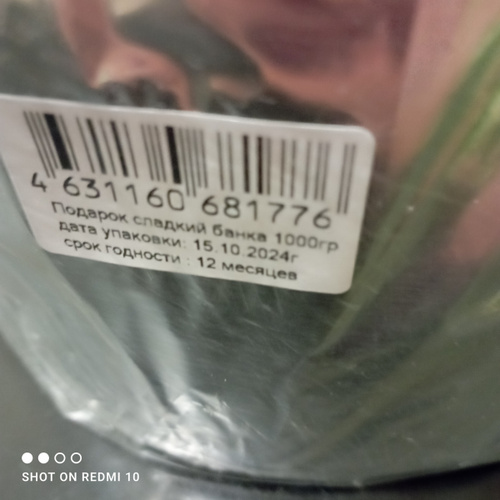 4 631160 681776
Подарок сладкий банка 1000гр
дата упаковки: 15.10.2024г
срок годности : 12 месяцев
SHOT ON REDMI 10